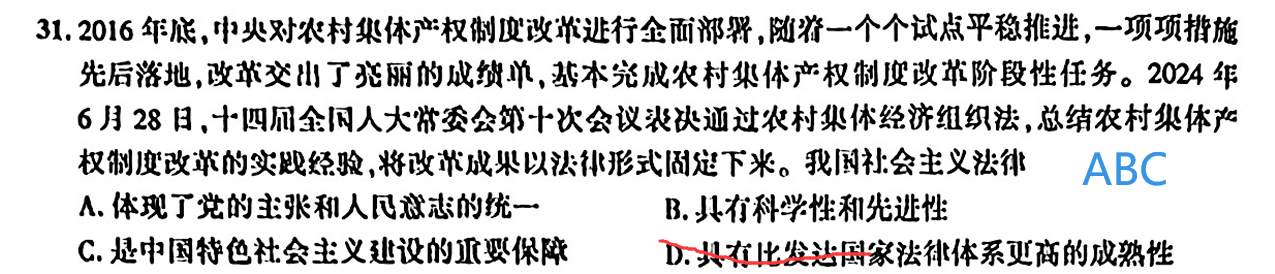 31. 2016 年底,中央对农村集体产权制度改革进行全面部署,随着一个个试点平稳推进,一项项措施
先后落地,改革交出了亮丽的成绩单,基本完成农村集体产权制度改革阶段性任务。2024 年
6 月 28 日,十四届全国人大常委会第十次会议表决通过农村集体经济组织法,总结农村集体产
权制度改革的实践经验,将改革成果以法律形式固定下来。我国社会主义法律 ABC
A. 体现了党的主张和人民意志的统一 B. 具有科学性和先进性
C. 是中国特色社会主义建设的重要保障 D. 具有比发达国家法律体系更高的成熟性